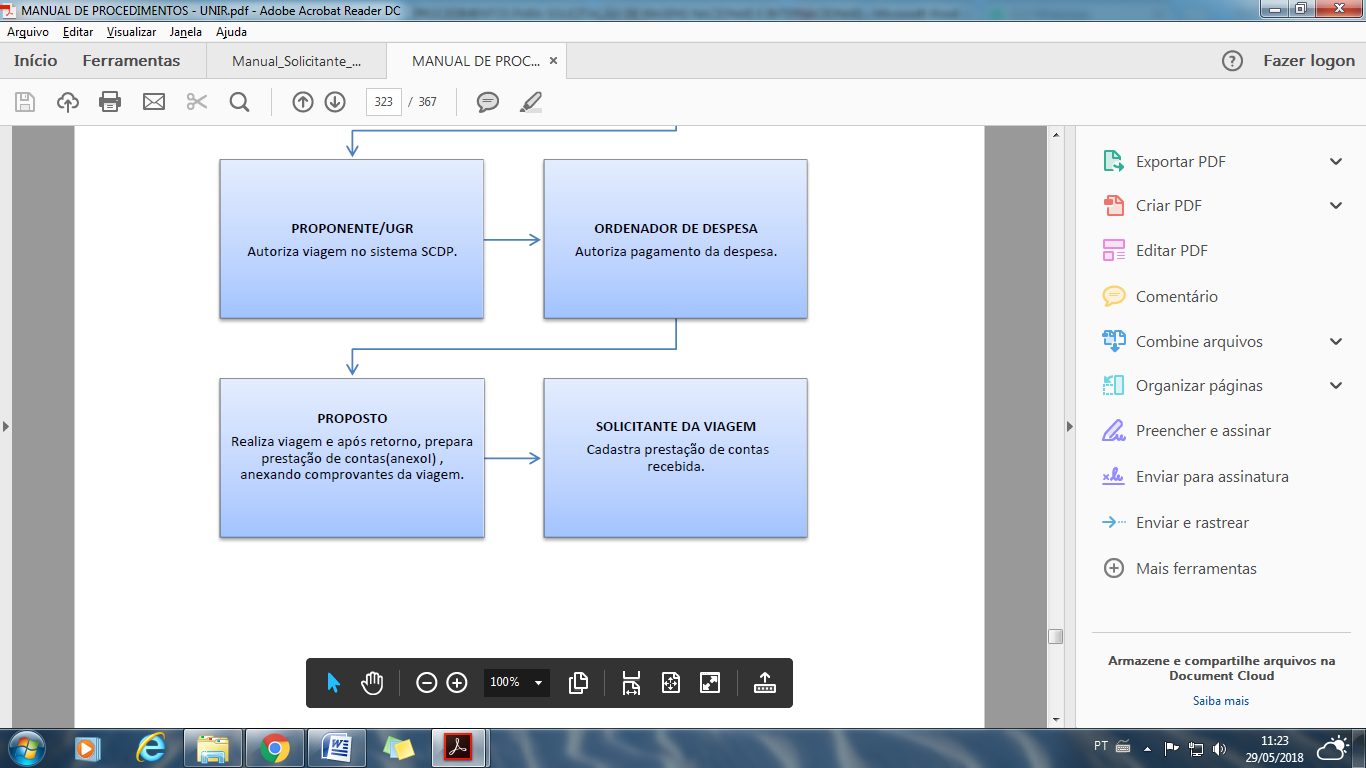 MANUAL DE PROCEDIMENTOS - UNIR.pdf - Adobe Acrobat Reader DC
Arquivo Editar Visualizar Janela Ajuda
Início Ferramentas Manual_Solicitante_... MANUAL DE PROC... × ? Fazer logon
323 / 367
PROPONENTE/UGR
Autoriza viagem no sistema SCDP.
ORDENADOR DE DESPESA
Autoriza pagamento da despesa.
PROPOSTO
Realiza viagem e após retorno, prepara
prestação de contas(anexoI) ,
anexando comprovantes da viagem.
SOLICITANTE DA VIAGEM
Cadastra prestação de contas
recebida.
Exportar PDF
Criar PDF
Editar PDF
Comentário
Combine arquivos
Organizar páginas
Preencher e assinar
Enviar para assinatura
Enviar e rastrear
Mais ferramentas
Armazene e compartilhe arquivos na
Document Cloud
Saiba mais
100%
PT
11:23
29/05/2018